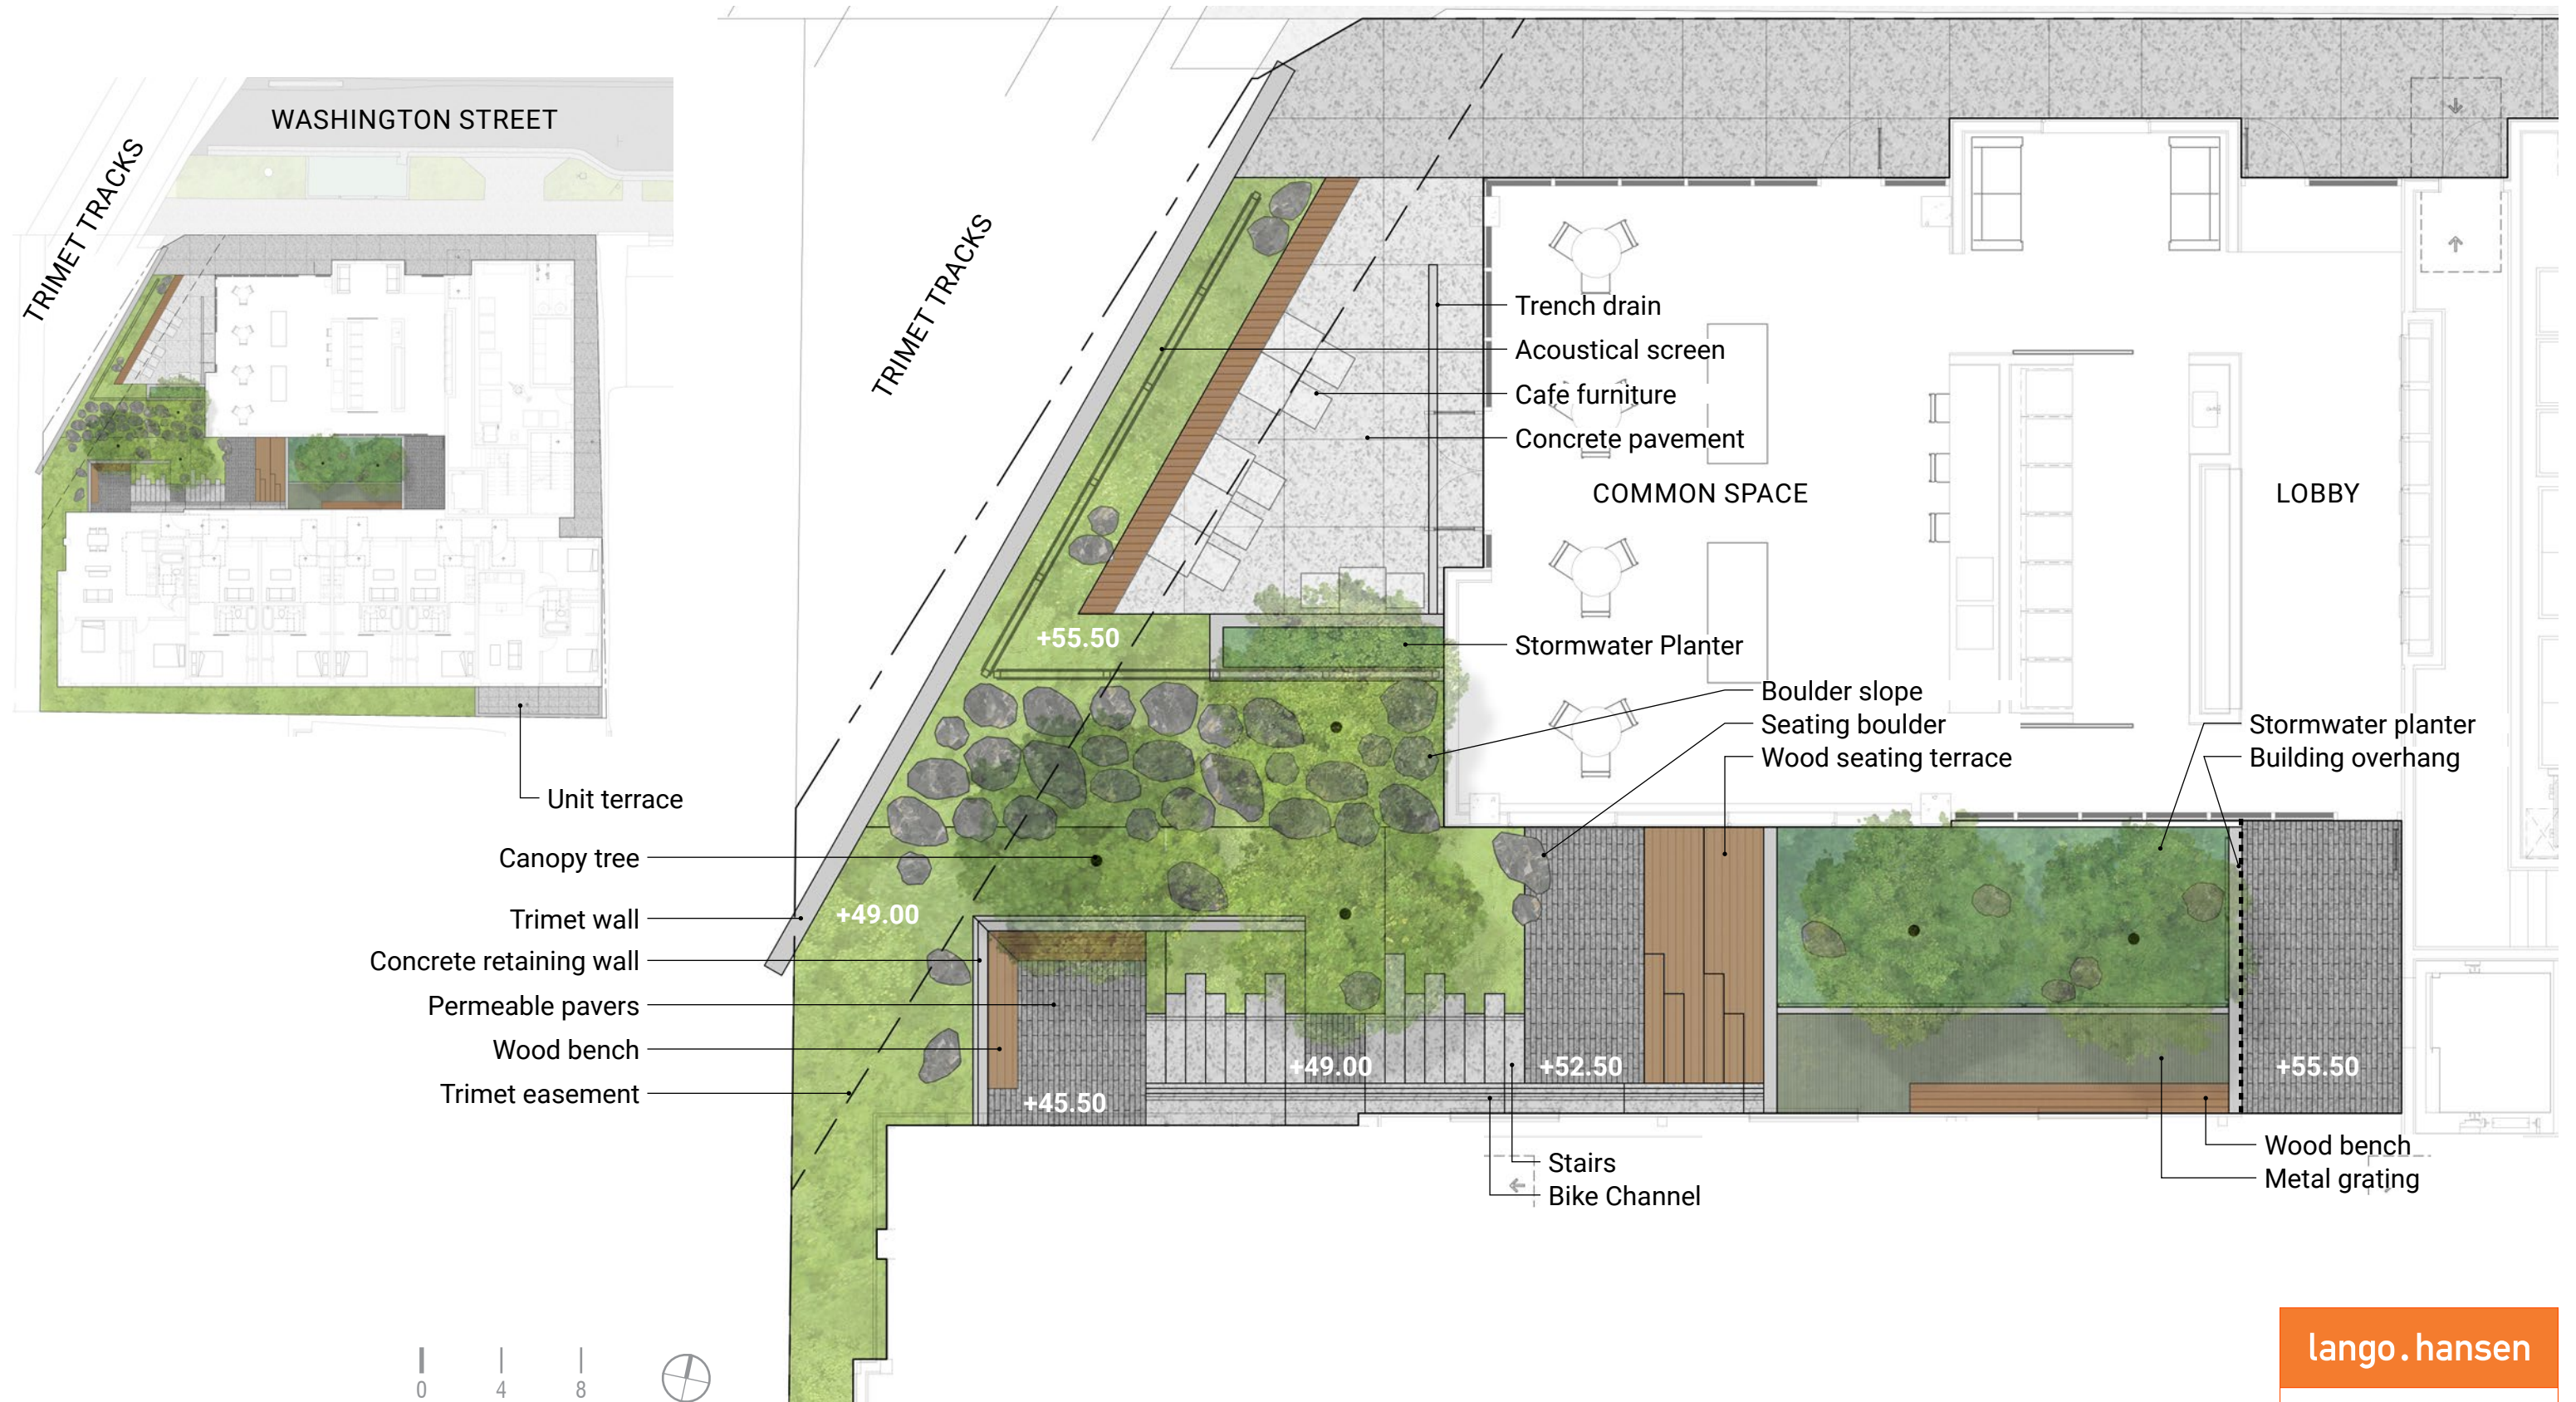 WASHINGTON STREET
TRIMET TRACKS
TRIMET TRACKS
Trench drain
Acoustical screen
Cafe furniture
Concrete pavement
COMMON SPACE
LOBBY
+55.50
Stormwater Planter
Boulder slope
Seating boulder
Wood seating terrace
Stormwater planter
Building overhang
Unit terrace
Canopy tree
Trimet wall
+49.00
Concrete retaining wall
Permeable pavers
Wood bench
Trimet easement
+45.50
+49.00
+52.50
+55.50
Stairs
Bike Channel
Wood bench
Metal grating
0 4 8
lango.hansen